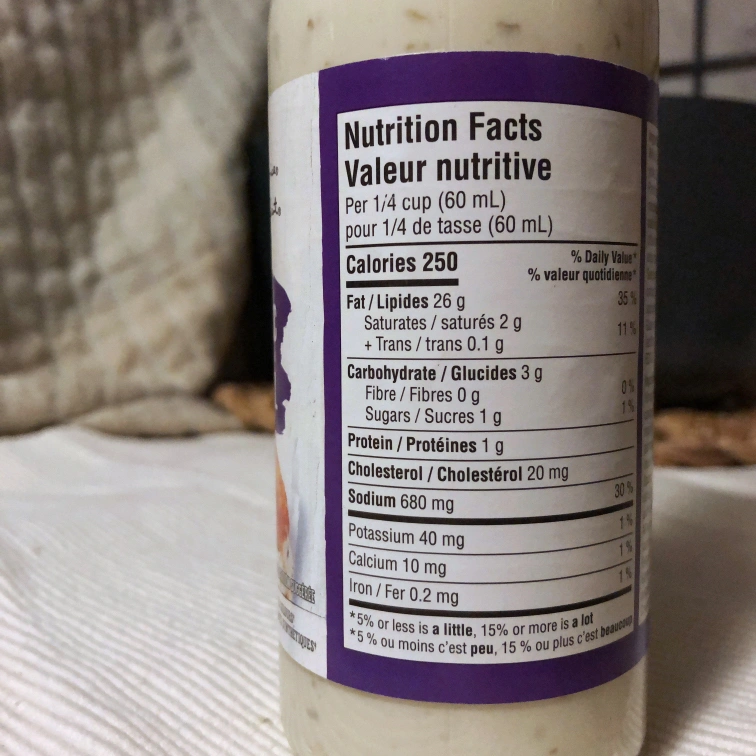 Nutrition Facts
Valeur nutritive
Per 1/4 cup (60 mL)
pour 1/4 de tasse (60 mL)
Calories 250
% Daily Value*
% valeur quotidienne*
Fat / Lipides 26 g 35 %
Saturates / saturés 2 g
+ Trans / trans 0.1 g 11 %
Carbohydrate / Glucides 3 g
Fibre / Fibres 0 g 0 %
Sugars / Sucres 1 g 1 %
Protein / Protéines 1 g
Cholesterol / Cholestérol 20 mg
Sodium 680 mg 30 %
Potassium 40 mg 1 %
Calcium 10 mg 1 %
Iron / Fer 0.2 mg 1 %
*5% or less is a little, 15% or more is a lot
*5 % ou moins c'est peu, 15 % ou plus c'est beaucoup